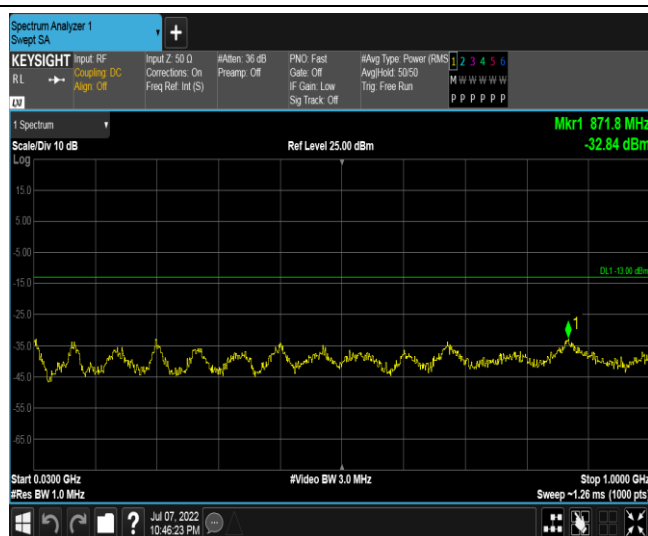 Spectrum Analyzer 1
Swept SA
KEYSIGHT
RL
Input: RF
Coupling: DC
Align: Off
Input Z: 50 Ω
Corrections: On
Freq Ref: Int (S)
#Atten: 36 dB
Preamp: Off
PNO: Fast
Gate: Off
IF Gain: Low
Sig Track: Off
#Avg Type: Power (RMS
Avg|Hold: 50/50
Trig: Free Run
1 2 3 4 5 6
M W W W W W
P P P P P P
LXI
1 Spectrum
Mkr1 871.8 MHz
Scale/Div 10 dB
Ref Level 25.00 dBm
-32.84 dBm
Log
15.0
5.00
-5.00
DL1 -13.00 dBm
-15.0
-25.0
1
-35.0
-45.0
-55.0
-65.0
Start 0.0300 GHz
#Video BW 3.0 MHz
Stop 1.0000 GHz
#Res BW 1.0 MHz
Sweep ~1.26 ms (1000 pts)
?
Jul 07, 2022
10:46:23 PM